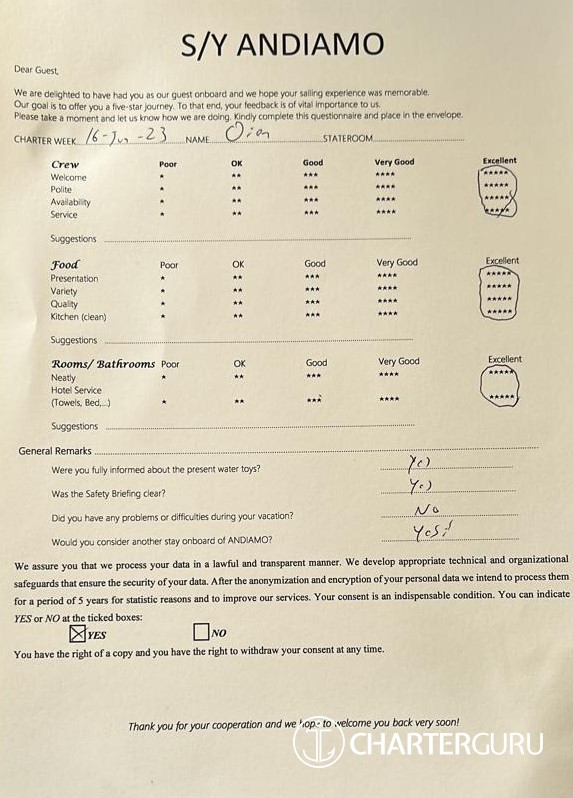 S/Y ANDIAMO
Dear Guest,
We are delighted to have had you as our guest onboard and we hope your sailing experience was memorable.
Our goal is to offer you a five-star journey. To that end, your feedback is of vital importance to us.
Please take a moment and let us know how we are doing. Kindly complete this questionnaire and place in the envelope.
CHARTER WEEK 16-Jun-23 NAME STATEROOM
Crew Poor OK Good Very Good Excellent
Welcome * ** *** **** *****
Polite * ** *** **** *****
Availability * ** *** **** *****
Service * ** *** **** *****
Suggestions
Food Poor OK Good Very Good Excellent
Presentation * ** *** **** *****
Variety * ** *** **** *****
Quality * ** *** **** *****
Kitchen (clean) * ** *** **** *****
Suggestions
Rooms/ Bathrooms Poor OK Good Very Good Excellent
Neatly * ** *** **** *****
Hotel Service
(Towels, Bed,...) * ** *** **** *****
Suggestions
General Remarks
Were you fully informed about the present water toys? Yes
Was the Safety Briefing clear? Yes
Did you have any problems or difficulties during your vacation? No
Would you consider another stay onboard of ANDIAMO? Yes!
We assure you that we process your data in a lawful and transparent manner. We develop appropriate technical and organizational
safeguards that ensure the security of your data. After the anonymization and encryption of your personal data we intend to process them
for a period of 5 years for statistic reasons and to improve our services. Your consent is an indispensable condition. You can indicate
YES or NO at the ticked boxes:
YES NO
You have the right of a copy and you have the right to withdraw your consent at any time.
Thank you for your cooperation and we hope to welcome you back very soon!
CHARTERGURU